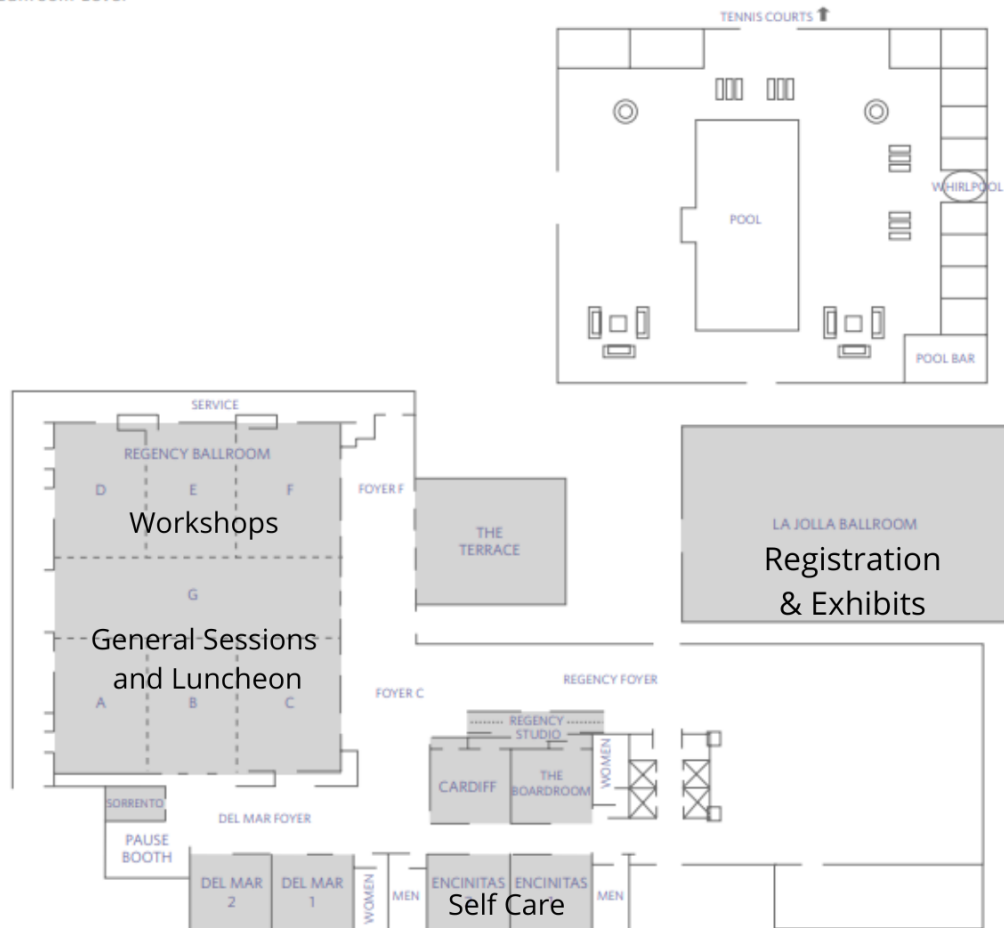 TENNIS COURTS
WHIRLPOOL
POOL
POOL BAR
SERVICE
REGENCY BALLROOM
D
E
F
FOYER F
Workshops
THE
TERRACE
LA JOLLA BALLROOM
Registration
& Exhibits
G
General Sessions
and Luncheon
A
B
C
FOYER C
REGENCY FOYER
REGENCY
STUDIO
WOMEN
CARDIFF
THE
BOARDROOM
SORRENTO
DEL MAR FOYER
PAUSE
BOOTH
DEL MAR
2
DEL MAR
1
WOMEN
MEN
ENCINITAS
ENCINITAS
MEN
Self Care